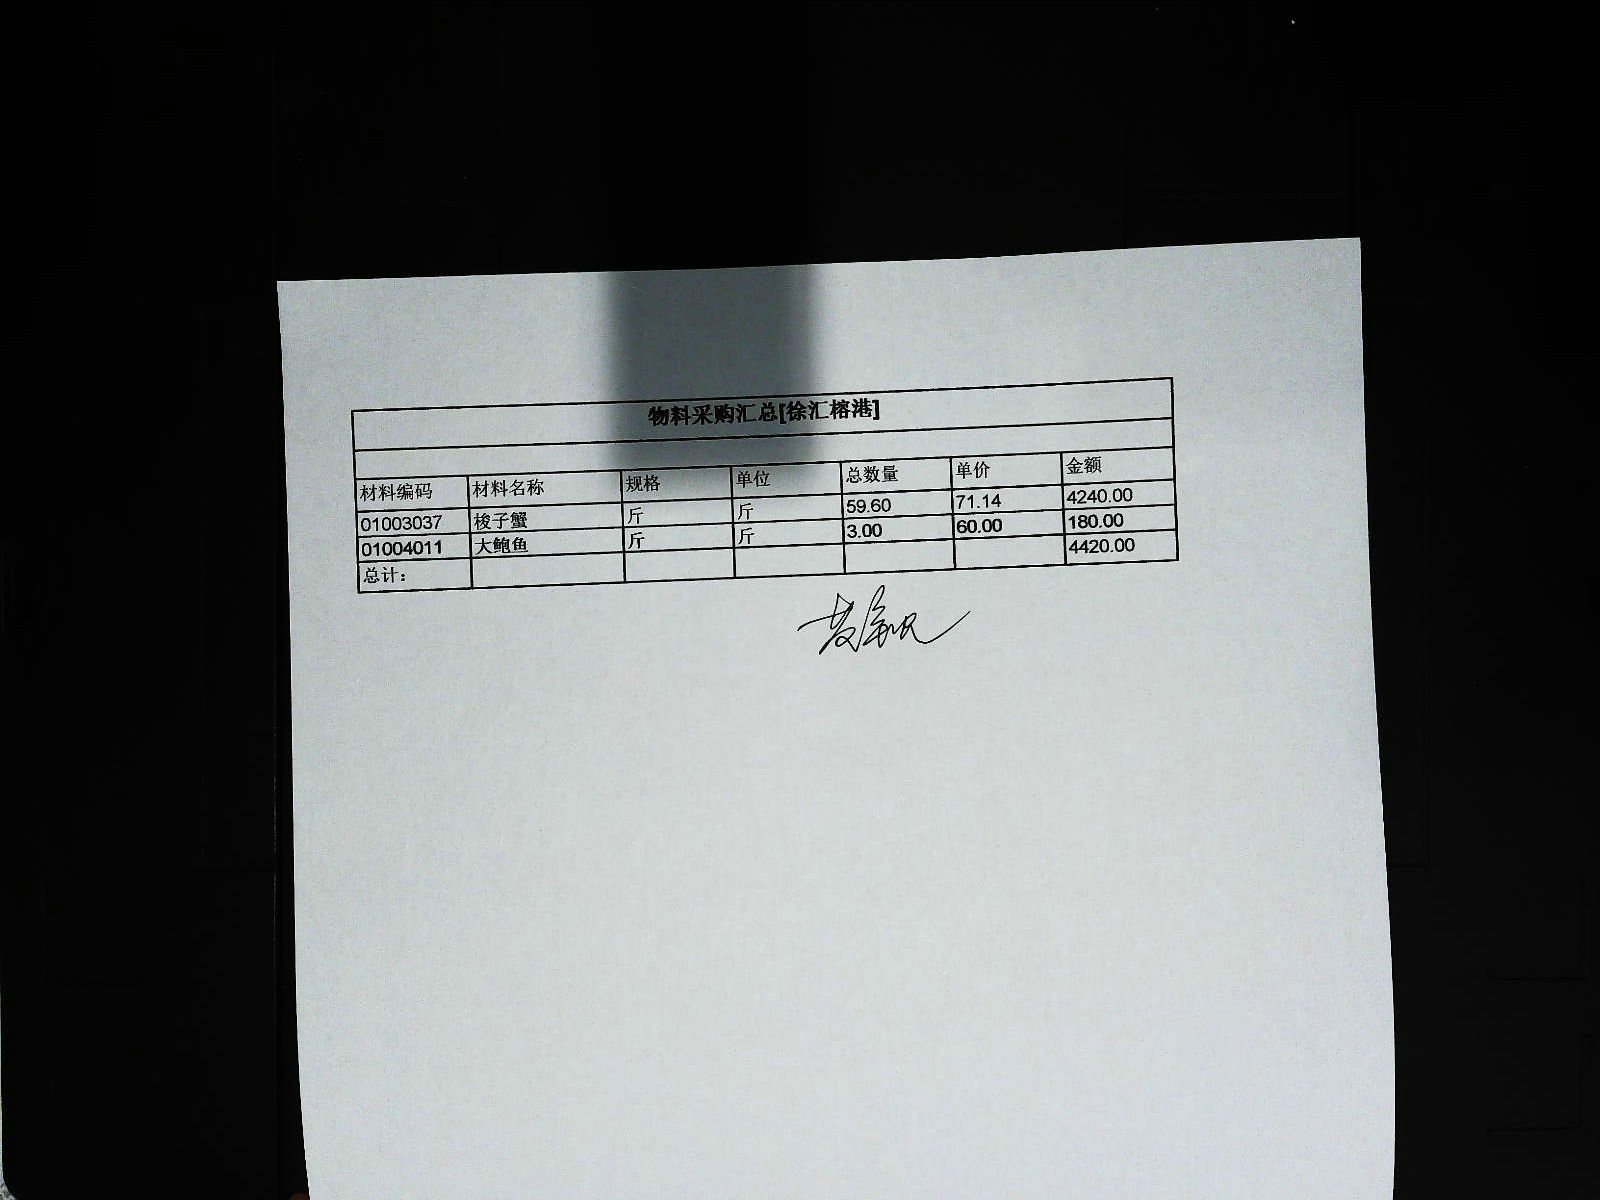 物料采购汇总[徐汇榕港]
材料编码 材料名称 规格 单位 总数量 单价 金额
01003037 梭子蟹 斤 斤 59.60 71.14 4240.00
01004011 大鲍鱼 斤 斤 3.00 60.00 180.00
总计： 4420.00